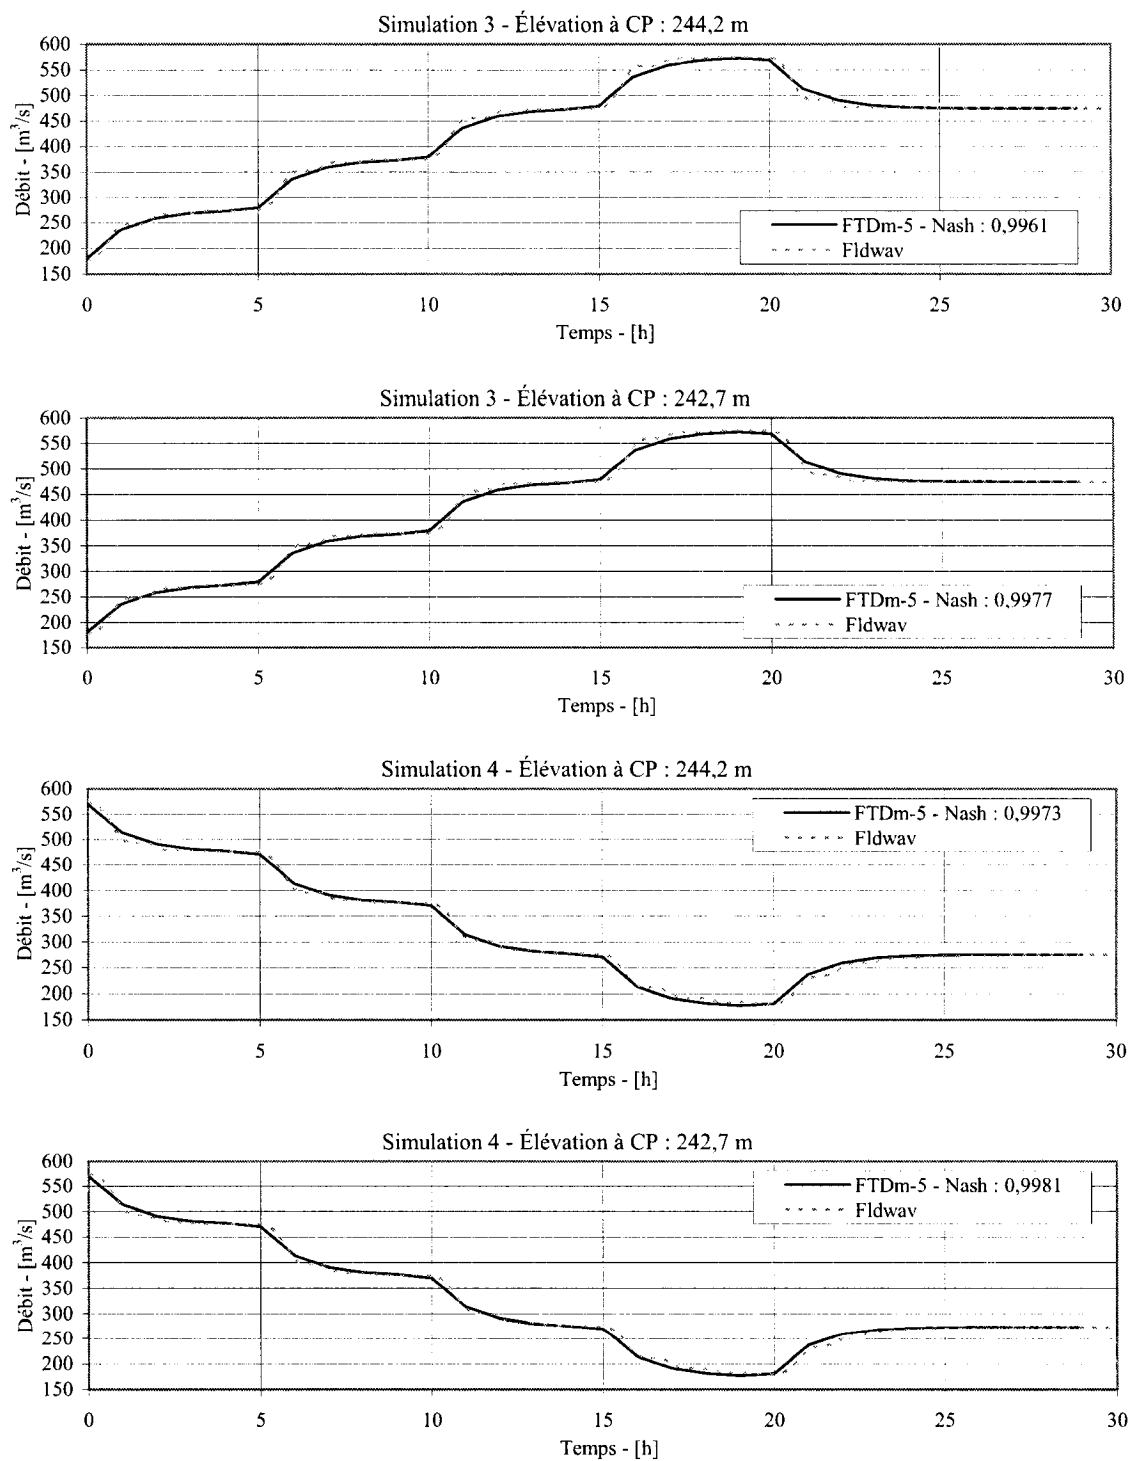 Simulation 3 - Élévation à CP : 244,2 m
600
550
500
450
400
350
300
250
200
150
Débit - [m³/s]
FTDm-5 - Nash : 0,9961
Fldwav
0 5 10 15 20 25 30
Temps - [h]
Simulation 3 - Élévation à CP : 242,7 m
600
550
500
450
400
350
300
250
200
150
Débit - [m³/s]
FTDm-5 - Nash : 0,9977
Fldwav
0 5 10 15 20 25 30
Temps - [h]
Simulation 4 - Élévation à CP : 244,2 m
600
550
500
450
400
350
300
250
200
150
Débit - [m³/s]
FTDm-5 - Nash : 0,9973
Fldwav
0 5 10 15 20 25 30
Temps - [h]
Simulation 4 - Élévation à CP : 242,7 m
600
550
500
450
400
350
300
250
200
150
Débit - [m³/s]
FTDm-5 - Nash : 0,9981
Fldwav
0 5 10 15 20 25 30
Temps - [h]